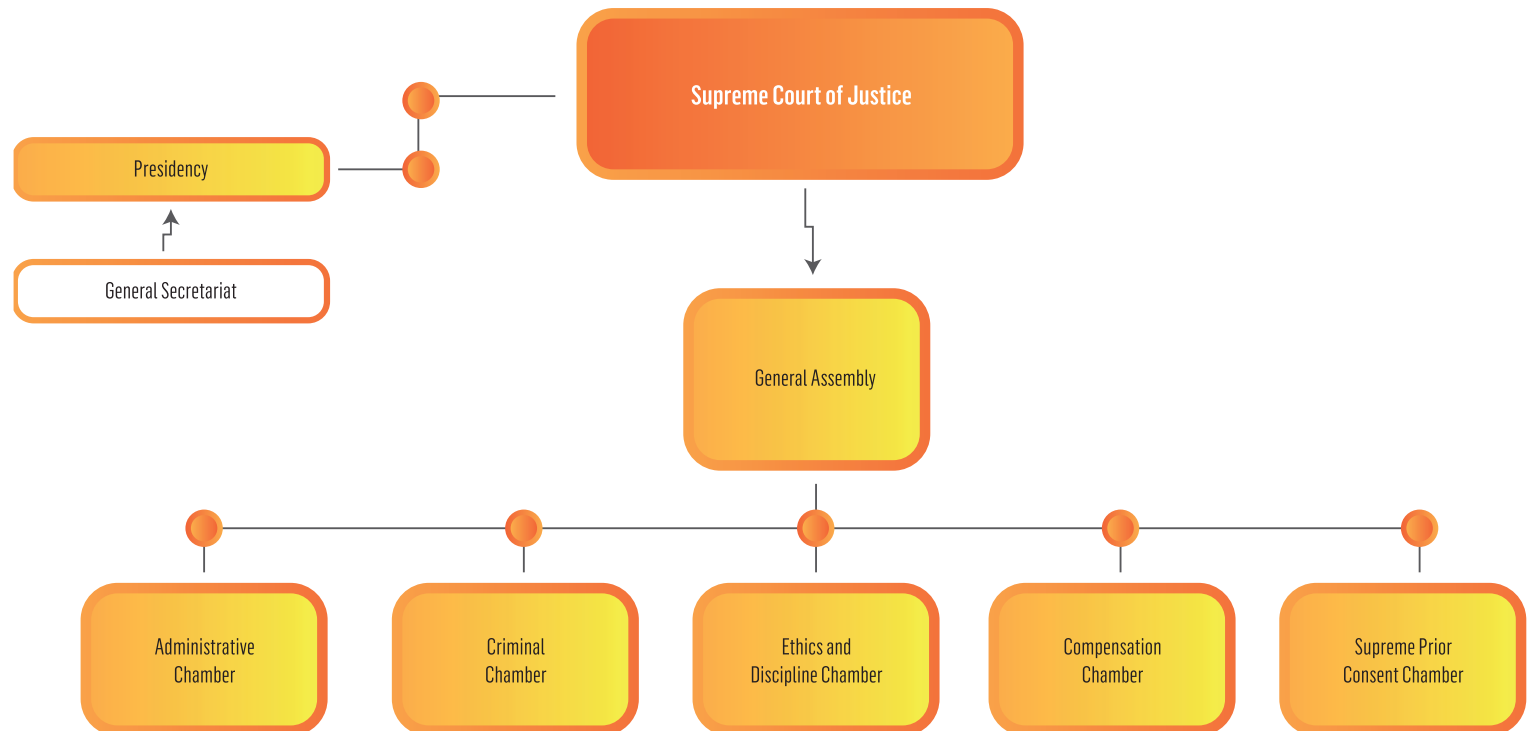 Supreme Court of Justice
Presidency
General Secretariat
General Assembly
Administrative
Chamber
Criminal
Chamber
Ethics and
Discipline Chamber
Compensation
Chamber
Supreme Prior
Consent Chamber